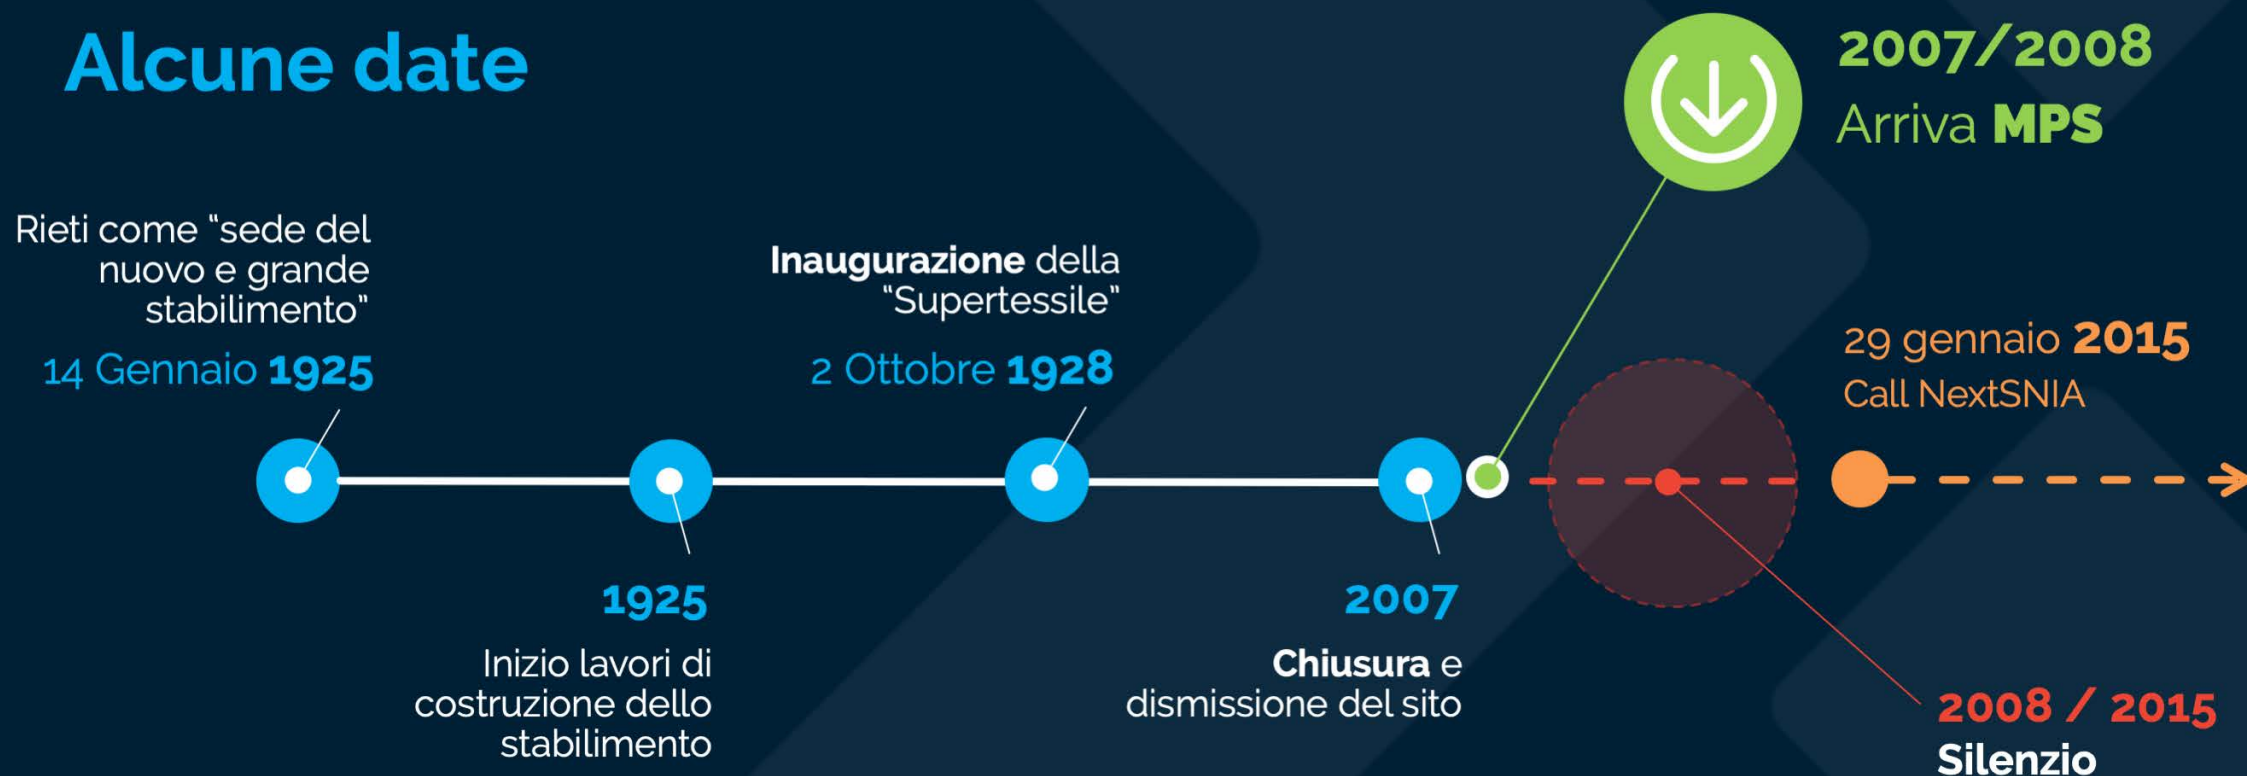 Alcune date
2007/2008
Arriva MPS
Rieti come "sede del
nuovo e grande
stabilimento"
14 Gennaio 1925
Inaugurazione della
"Supertessile"
2 Ottobre 1928
29 gennaio 2015
Call NextSNIA
1925
Inizio lavori di
costruzione dello
stabilimento
2007
Chiusura e
dismissione del sito
2008 / 2015
Silenzio